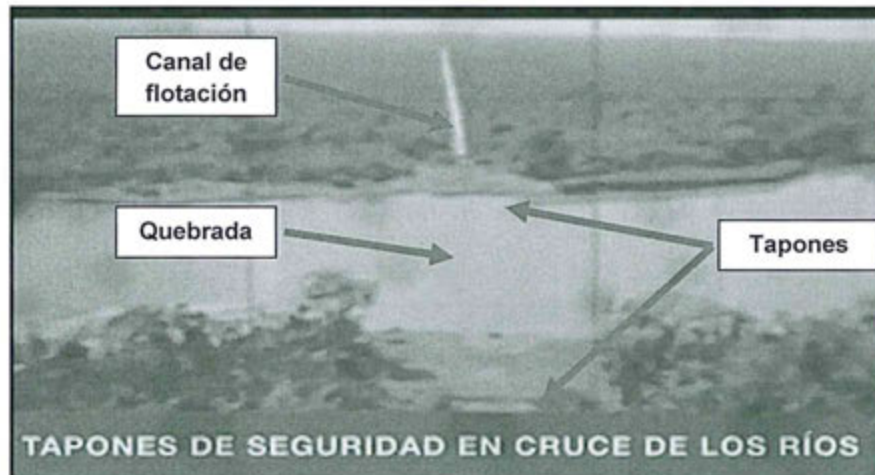 Canal de
flotación
Quebrada
Tapones
TAPONES DE SEGURIDAD EN CRUCE DE LOS RÍOS